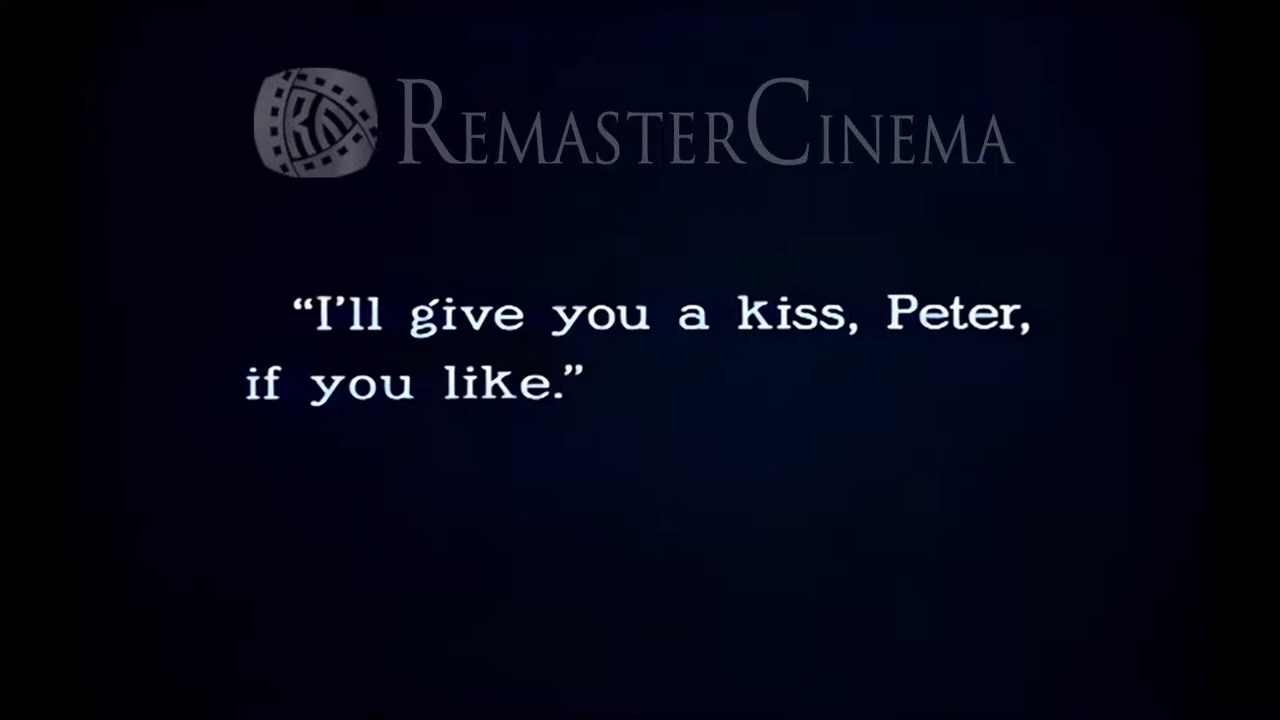 RemasterCinema
“I’ll give you a kiss, Peter,
if you like.”